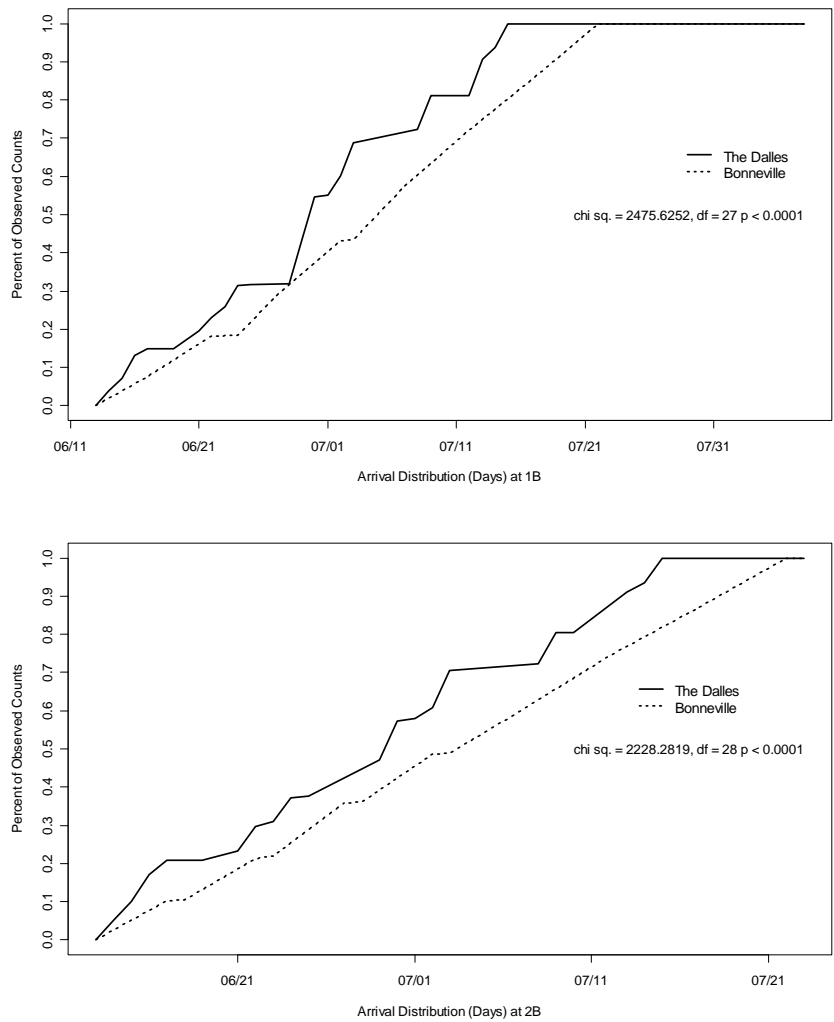 Percent of Observed Counts
1.0
0.9
0.8
0.7
0.6
0.5
0.4
0.3
0.2
0.1
0.0
The Dalles
Bonneville
chi sq. = 2475.6252, df = 27 p < 0.0001
06/11 06/21 07/01 07/11 07/21 07/31
Arrival Distribution (Days) at 1B
Percent of Observed Counts
1.0
0.9
0.8
0.7
0.6
0.5
0.4
0.3
0.2
0.1
0.0
The Dalles
Bonneville
chi sq. = 2228.2819, df = 28 p < 0.0001
06/21 07/01 07/11 07/21
Arrival Distribution (Days) at 2B